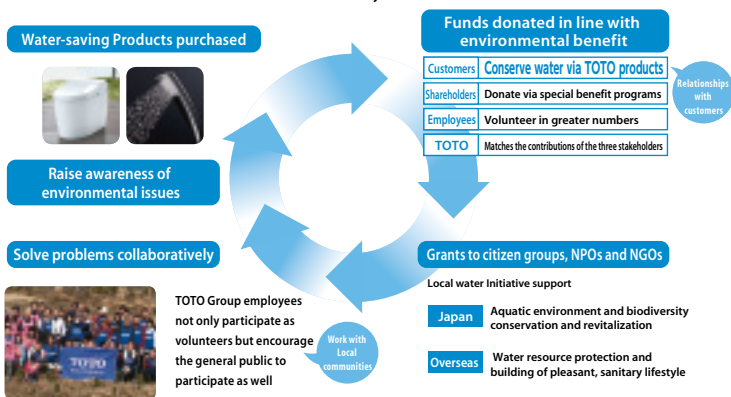 Water-saving Products purchased
Funds donated in line with
environmental benefit
Customers Conserve water via TOTO products
Shareholders Donate via special benefit programs
Employees Volunteer in greater numbers
TOTO Matches the contributions of the three stakeholders
Relationships
with
customers
Raise awareness of
environmental issues
Solve problems collaboratively
TOTO
TOTO Group employees
not only participate as
volunteers but encourage
the general public to
participate as well
Work with
Local
communities
Grants to citizen groups, NPOs and NGOs
Local water Initiative support
Japan
Aquatic environment and biodiversity
conservation and revitalization
Overseas
Water resource protection and
building of pleasant, sanitary lifestyle